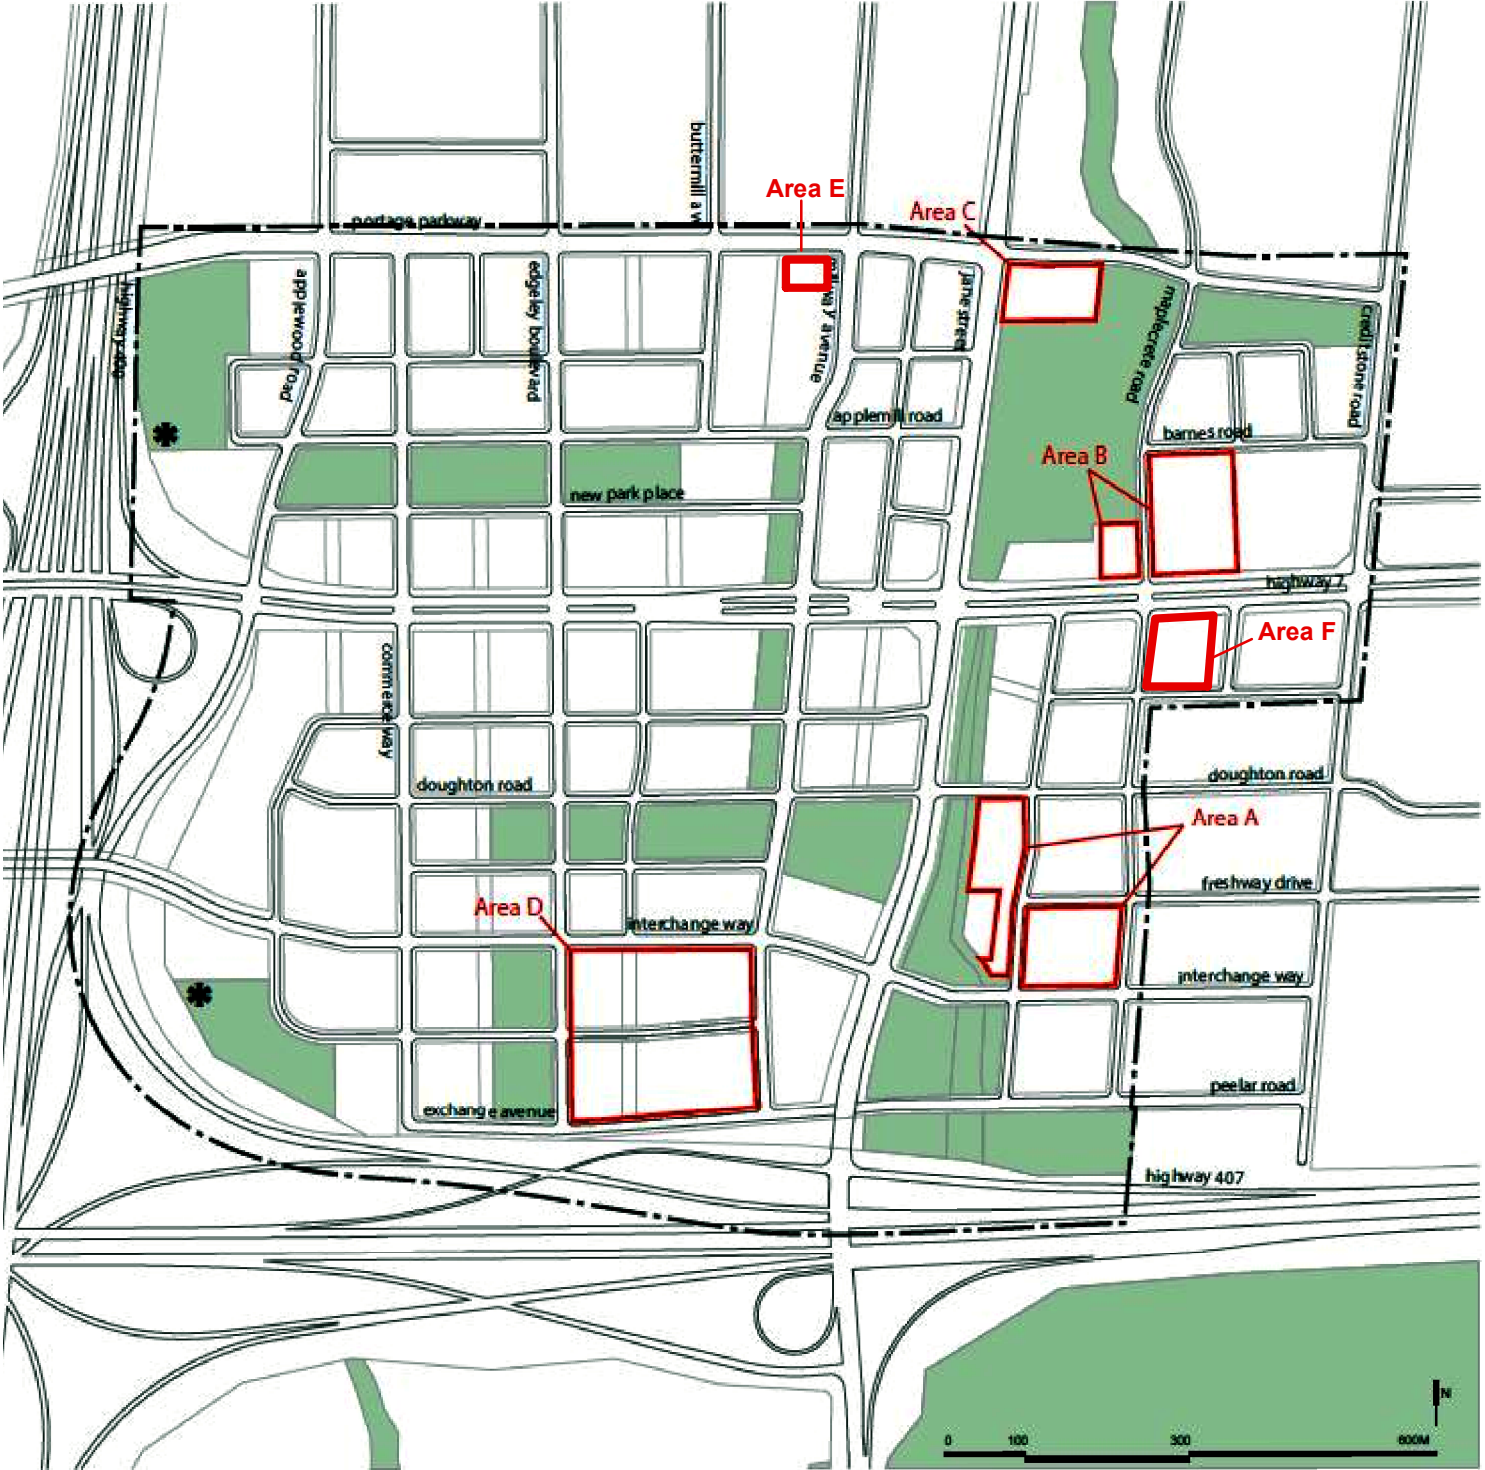 buttermill av
Area E
Area C
portage parkway
highway 400
applewood road
edgeley boulevard
millway avenue
jane street
maplecrete road
creditstone road
applemill road
barnes road
Area B
new park place
highway 7
Area F
commerce way
doughton road
doughton road
Area A
freshway drive
Area D
interchange way
interchange way
peelar road
exchange avenue
highway 407
N
0 100 300 600M